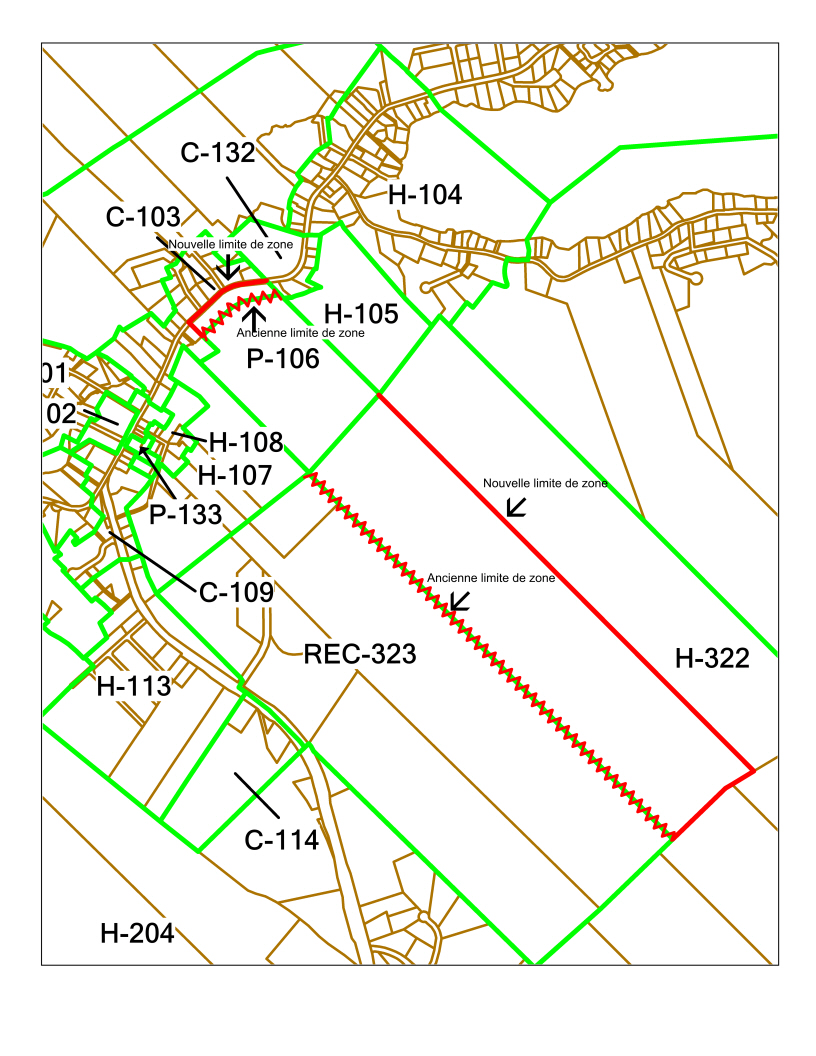 C-132
H-104
C-103
Nouvelle limite de zone
H-105
Ancienne limite de zone
P-106
01
02
H-108
H-107
Nouvelle limite de zone
P-133
Ancienne limite de zone
C-109
REC-323
H-322
H-113
C-114
H-204